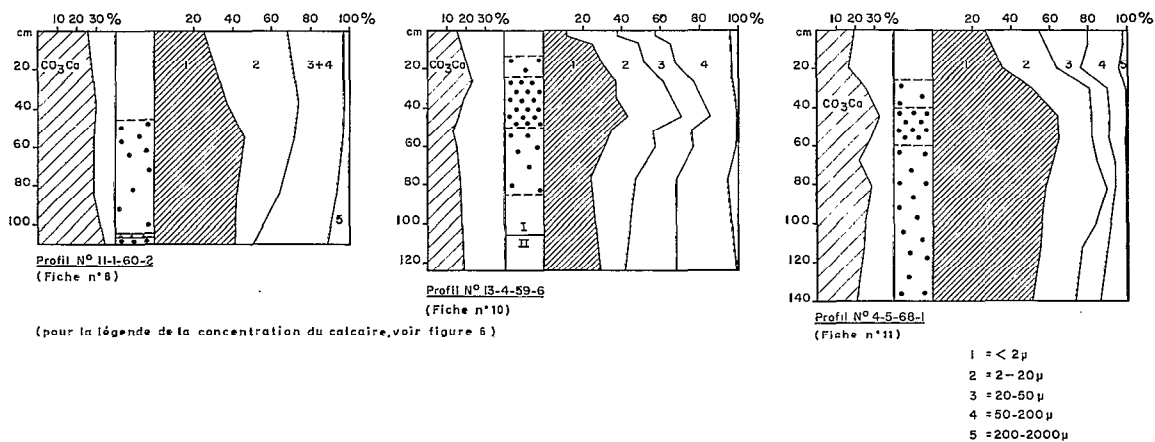 10 20 30% 20 40 60 80 100%
cm
CO3Ca 1 2 3+4
20
40
60
80
100
5
Profil No 11-1-60-2
(Fiche n°8)
10 20 30% 20 40 60 80 100%
cm
CO3Ca 1 2 3 4
20
40
60
80
100
I
II
120
Profil No 13-4-59-6
(Fiche n°10)
10 20 30% 20 40 60 80 100%
cm
1 2 3 4 5
20
CO3Ca
40
60
80
100
120
140
Profil No 4-5-68-1
(Fiche n°11)
(pour la légende de la concentration du calcaire, voir figure 6)
1 = < 2µ
2 = 2-20µ
3 = 20-50µ
4 = 50-200µ
5 = 200-2000µ